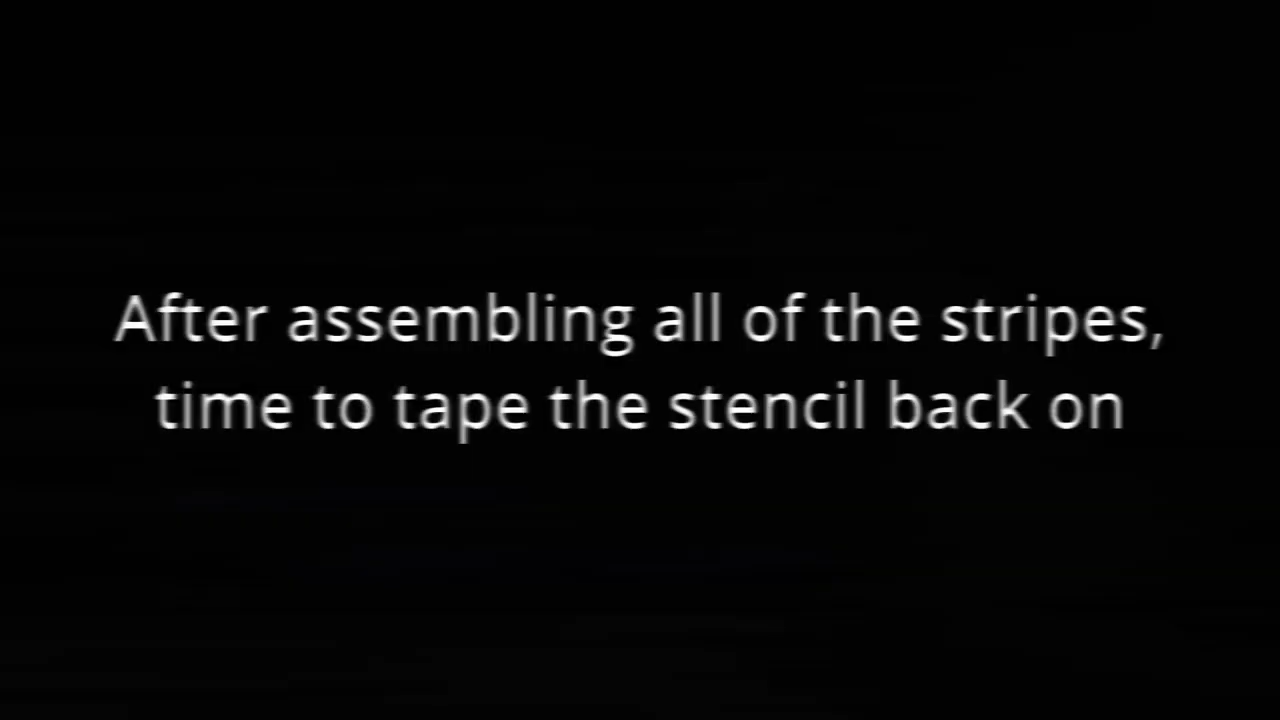 After assembling all of the stripes,
time to tape the stencil back on